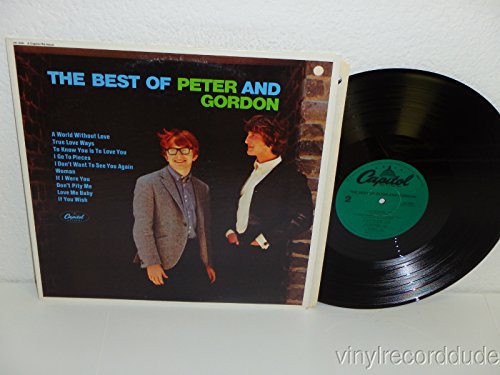 THE BEST OF PETER AND
GORDON
A World Without Love
True Love Ways
To Know You Is To Love You
I Go To Pieces
I Don't Want To See You Again
Woman
If I Were You
Don't Pity Me
Love Me Baby
If You Wish
Capitol
Capitol
THE BEST OF PETER AND GORDON
2
vinylrecorddude